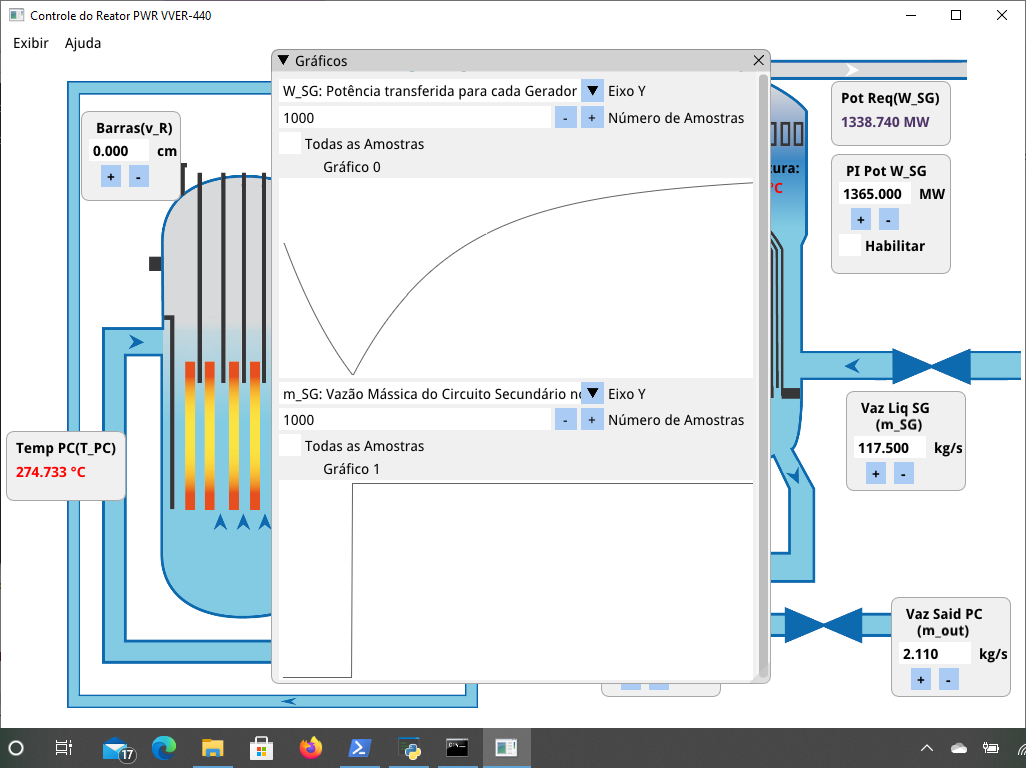 Controle do Reator PWR VVER-440
Exibir Ajuda
Gráficos
W_SG: Potência transferida para cada Gerador
Eixo Y
1000
- + Número de Amostras
Todas as Amostras
Gráfico 0
m_SG: Vazão Mássica do Circuito Secundário
Eixo Y
1000
- + Número de Amostras
Todas as Amostras
Gráfico 1
Barras(v_R)
0.000 cm
+ -
Temp PC(T_PC)
274.733 °C
Pot Req(W_SG)
1338.740 MW
PI Pot W_SG
1365.000 MW
+ -
Habilitar
Vaz Liq SG
(m_SG)
117.500 kg/s
+ -
Vaz Said PC
(m_out)
2.110 kg/s
+ -
17